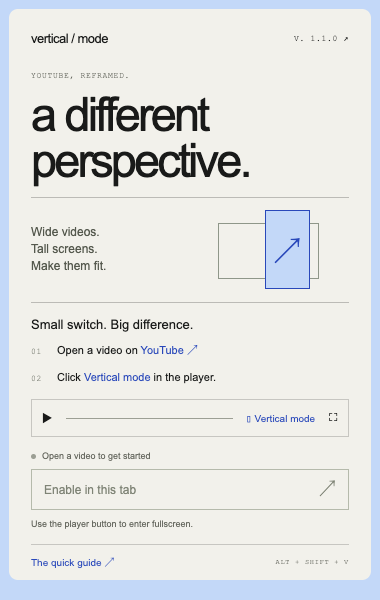 vertical / mode
V. 1.1.0 ↗
YOUTUBE, REFRAMED.
a different
perspective.
Wide videos.
Tall screens.
Make them fit.
Small switch. Big difference.
01 Open a video on YouTube ↗
02 Click Vertical mode in the player.
▯ Vertical mode
Open a video to get started
Enable in this tab
Use the player button to enter fullscreen.
The quick guide ↗
ALT + SHIFT + V